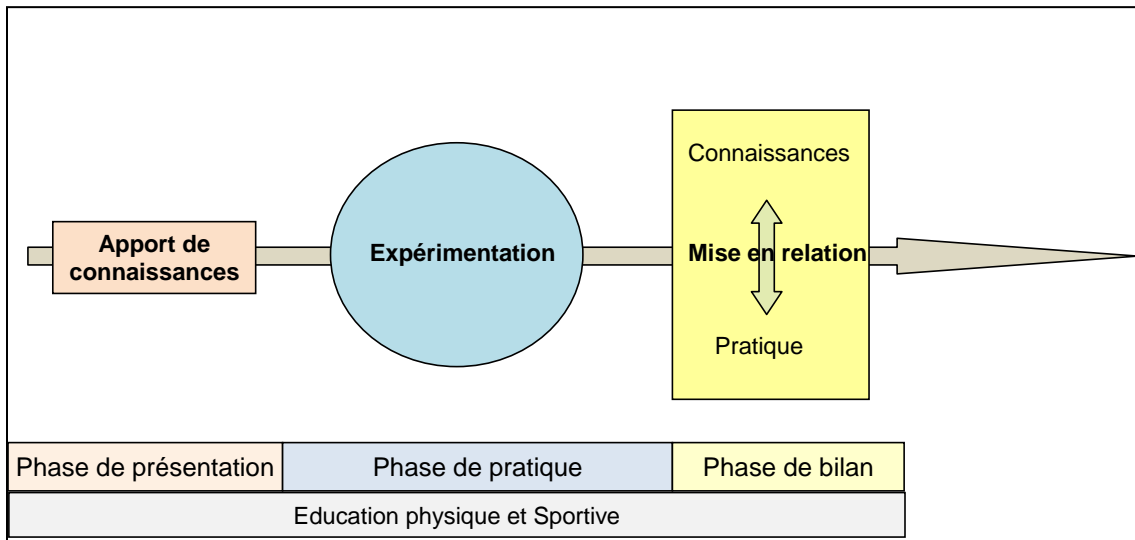 Apport de
connaissances
Expérimentation
Connaissances
Mise en relation
Pratique
Phase de présentation
Phase de pratique
Phase de bilan
Education physique et Sportive